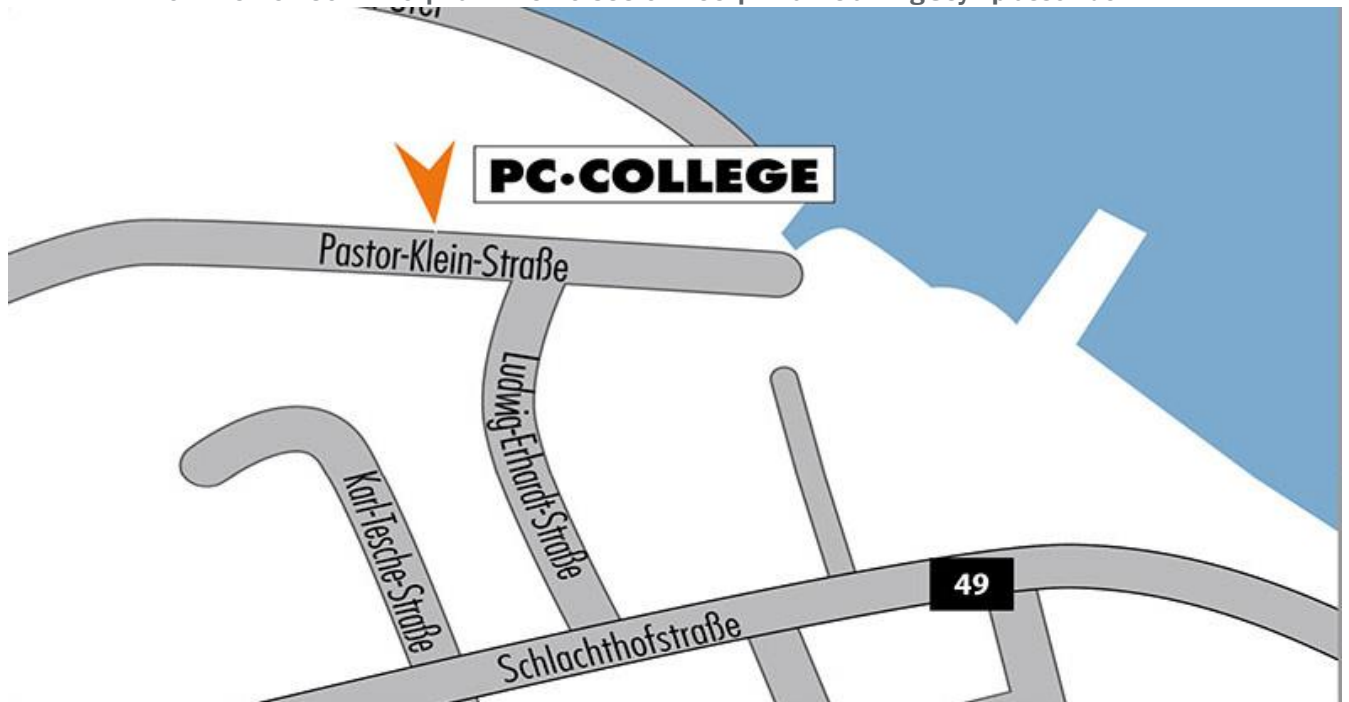 PC·COLLEGE
Pastor-Klein-Straße
Ludwig-Erhardt-Straße
Karl-Tesche-Straße
49
Schlachthofstraße